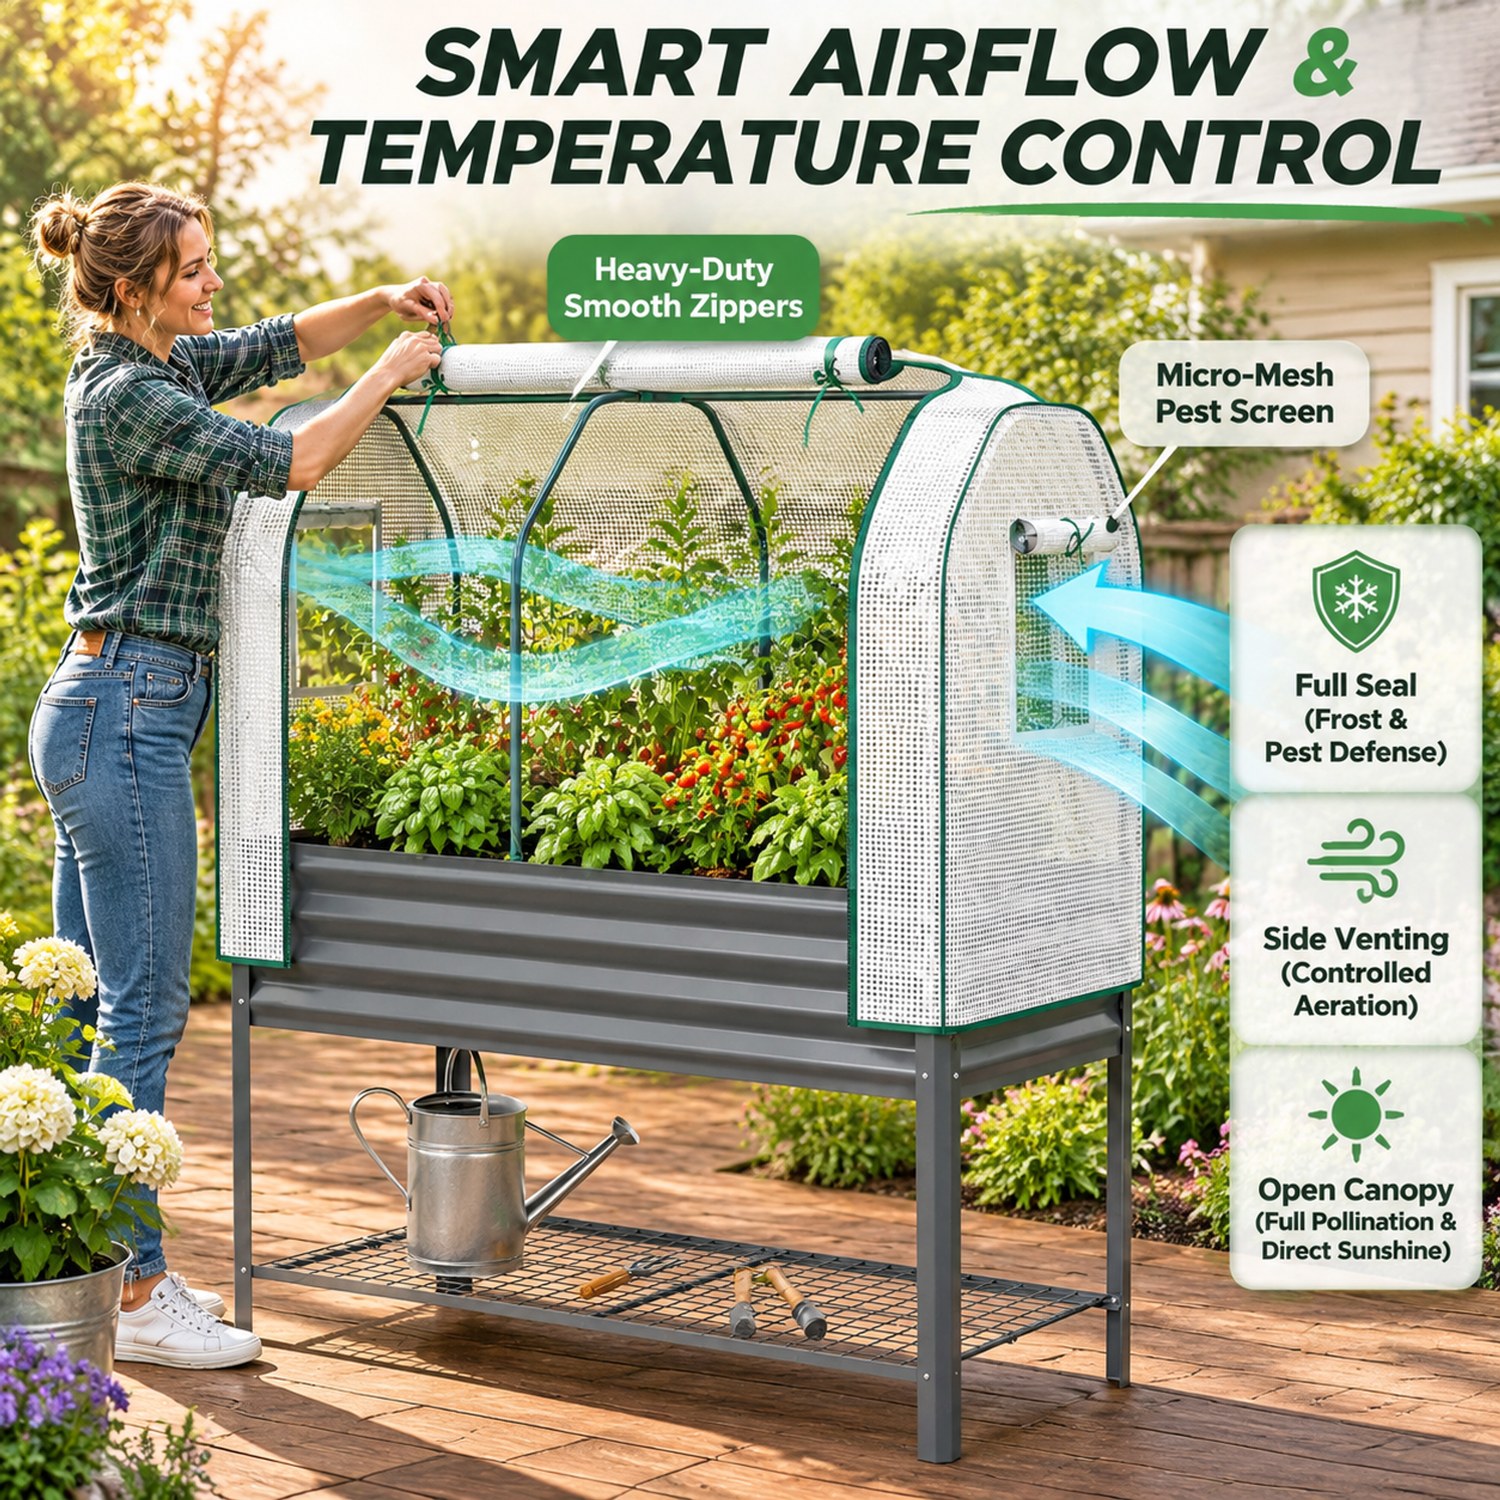 SMART AIRFLOW &
TEMPERATURE CONTROL
Heavy-Duty
Smooth Zippers
Micro-Mesh
Pest Screen
Full Seal
(Frost &
Pest Defense)
Side Venting
(Controlled
Aeration)
Open Canopy
(Full Pollination &
Direct Sunshine)